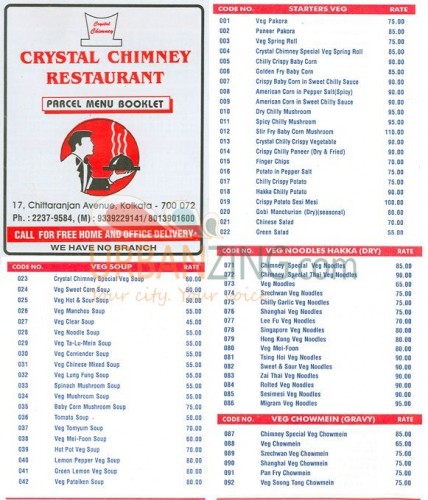 Crystal
Chimney
CRYSTAL CHIMNEY
RESTAURANT
PARCEL MENU BOOKLET
17, Chittaranjan Avenue, Kolkata - 700 072
Ph. : 2237-9584, (M) : 9339229141/ 8013901600
CALL FOR FREE HOME AND OFFICE DELIVERY
WE HAVE NO BRANCH
CODE NO. VEG SOUP RATE
Crystal Chimney Special Veg Soup 60.00
024 Veg Sweet Corn Soup
025 Veg Hot & Sour Soup
026 Veg Manchou Soup 55.00
027 Veg Clear Soup 45.00
028 Veg Noodle Soup 55.00
029 Veg Ta-Lu-Mein Soup 60.00
030 Veg Corriender Soup 55.00
031 Veg Chinese Mixed Soup 55.00
032 Veg Lung Fung Soup 55.00
033 Spinach Mushroom Soup 55.00
034 Veg Mushroom Soup 55.00
035 Baby Corn Mushroom Soup 75.00
036 Tomato Soup 60.00
037 Veg Tomyum Soup 70.00
038 Veg Mei-Foon Soup 60.00
039 Hot Pot Veg Soup 70.00
040 Lemon Pepper Veg Soup 60.00
041 Green Lemon Veg Soup 60.00
042 Veg Pataiken Soup 60.00
CODE NO. STARTERS VEG RATE
001 Veg Pakora 75.00
002 Paneer Pakora 85.00
003 Veg Spring Roll 75.00
004 Crystal Chimney Special Veg Spring Roll 85.00
005 Chilly Crispy Baby Corn 90.00
006 Golden Fry Baby Corn 85.00
007 Crispy Baby Corn in Sweet Chilly Sauce 90.00
008 American Corn in Pepper Salt(Spicy) 80.00
009 American Corn in Sweet Chilly Sauce 90.00
010 Dry Chilly Mushroom 95.00
011 Spicy Chilly Mushroom 95.00
012 Stir Fry Baby Corn Mushroom 110.00
013 Crystal Chilly Crispy Vegetable 90.00
014 Crispy Chilly Paneer (Dry & Fried) 90.00
015 Finger Chips 70.00
016 Potato in Pepper Salt 75.00
017 Chilly Crispy Potato 75.00
018 Hakka Chilly Potato 90.00
019 Crispy Potato Sesi Mesi 100.00
020 Gobi Manchurian (Dry)(seasonal) 80.00
021 Chinese Salad 70.00
022 Green Salad 55.00
CODE NO. VEG NOODLES HAKKA (DRY) RATE
Chimney Special Veg Noodles 85.00
Chimney Special Thai Veg Noodles 90.00
073 Veg Noodles 65.00
074 Szechwan Veg Noodles 75.00
075 Chilly Garlic Veg Noodles 75.00
076 Shanghai Veg Noodles 75.00
077 Leo Fu Veg Noodles 80.00
078 Singapore Veg Noodles 80.00
079 Hong Kong Veg Noodles 80.00
080 Veg Mei-Foon 80.00
081 Tsing Hoi Veg Noodles 90.00
082 Sweet & Sour Veg Noodles 90.00
083 Zai Thai Veg Noodles 90.00
084 Rolled Veg Noodles 90.00
085 Sesimesi Veg Noodles 90.00
086 Migram Veg Noodles 95.00
CODE NO. VEG CHOWMEIN (GRAVY) RATE
087 Chimney Special Veg Chowmein 85.00
088 Veg Chowmein 65.00
089 Szechwan Veg Chowmein 75.00
090 Shanghai Veg Chowmein 75.00
091 Pan Fry Chowmein 75.00
092 Veg Soong Tong Chowmein 75.00
URBANZING.com
Your city. Your spice